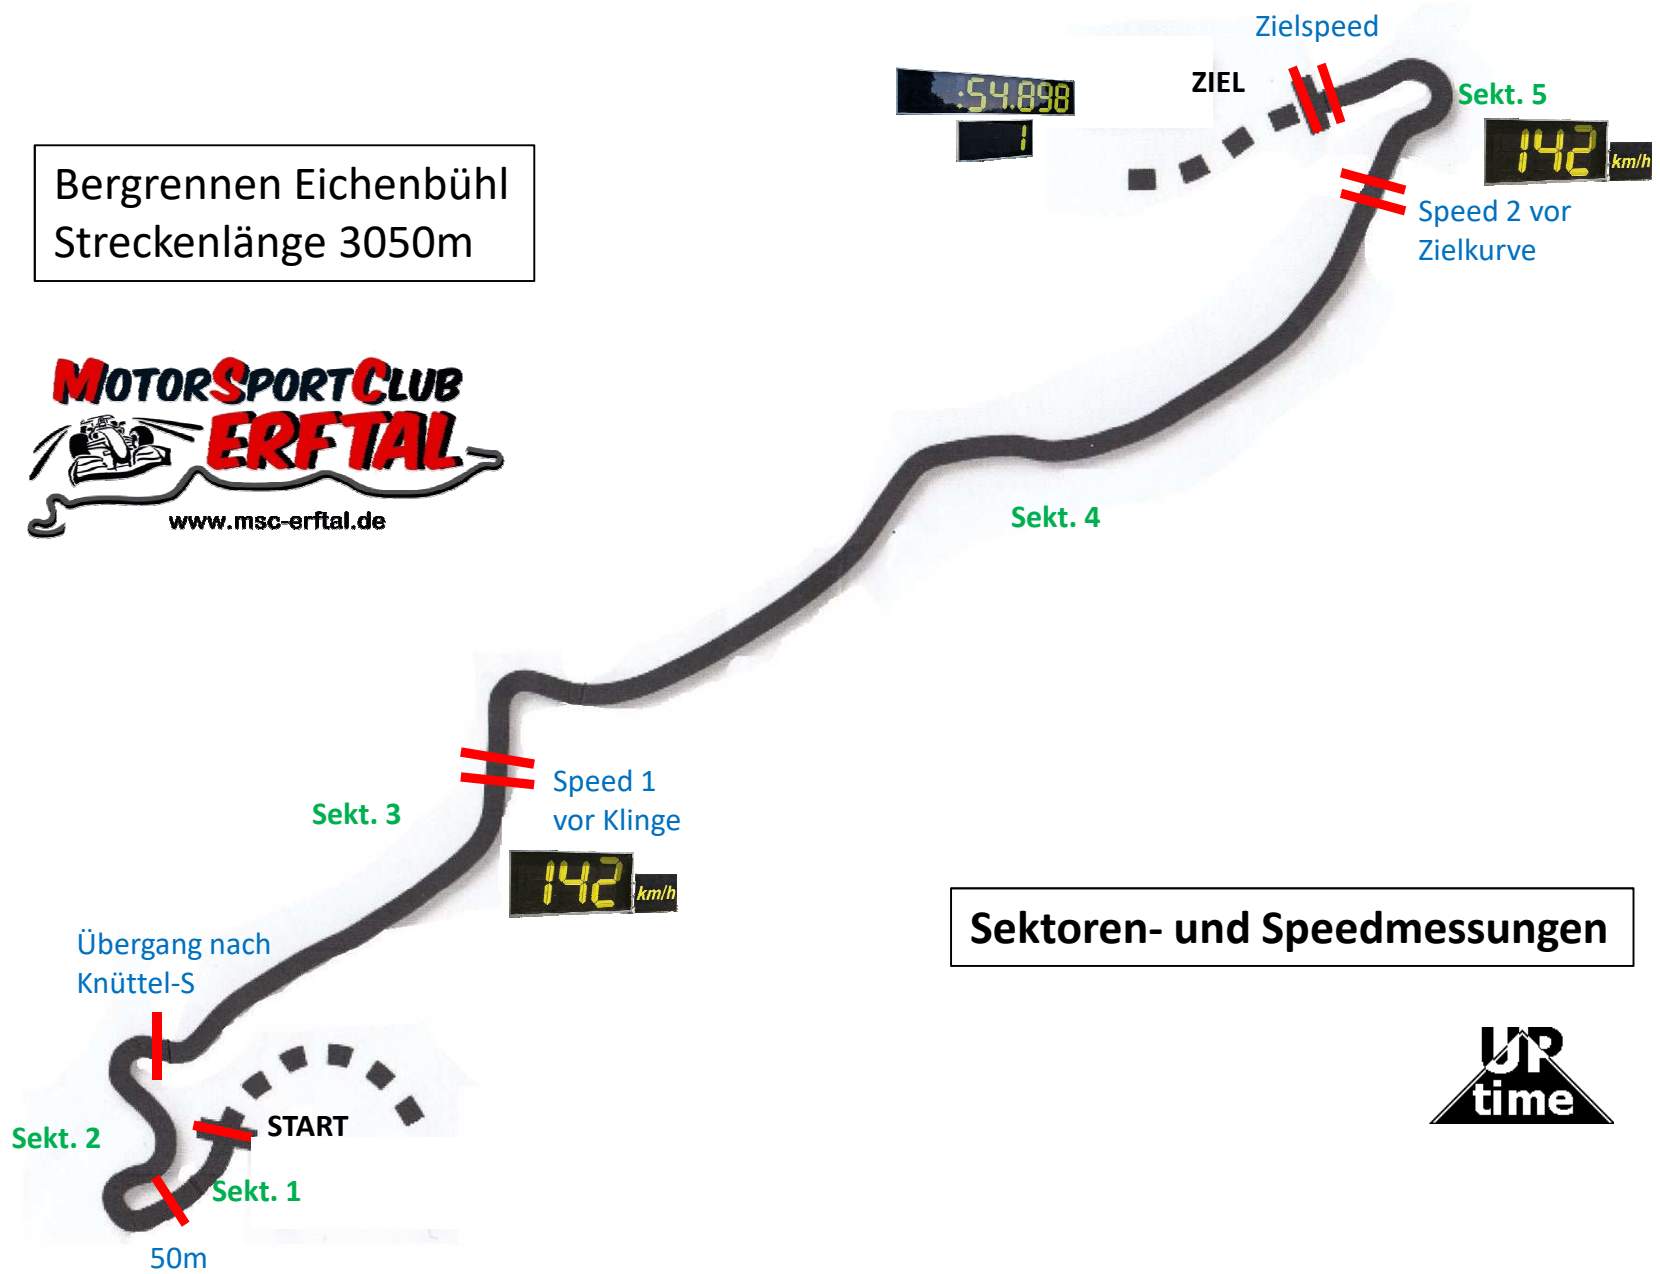 Zielspeed
ZIEL
:54.898
1
Sekt. 5
142
km/h
Bergrennen Eichenbühl
Streckenlänge 3050m
Speed 2 vor
Zielkurve
MOTORSPORTCLUB
ERFTAL
www.msc-erftal.de
Sekt. 4
Speed 1
vor Klinge
Sekt. 3
142
km/h
Sektoren- und Speedmessungen
Übergang nach
Knüttel-S
START
Sekt. 2
Sekt. 1
50m
UP
time